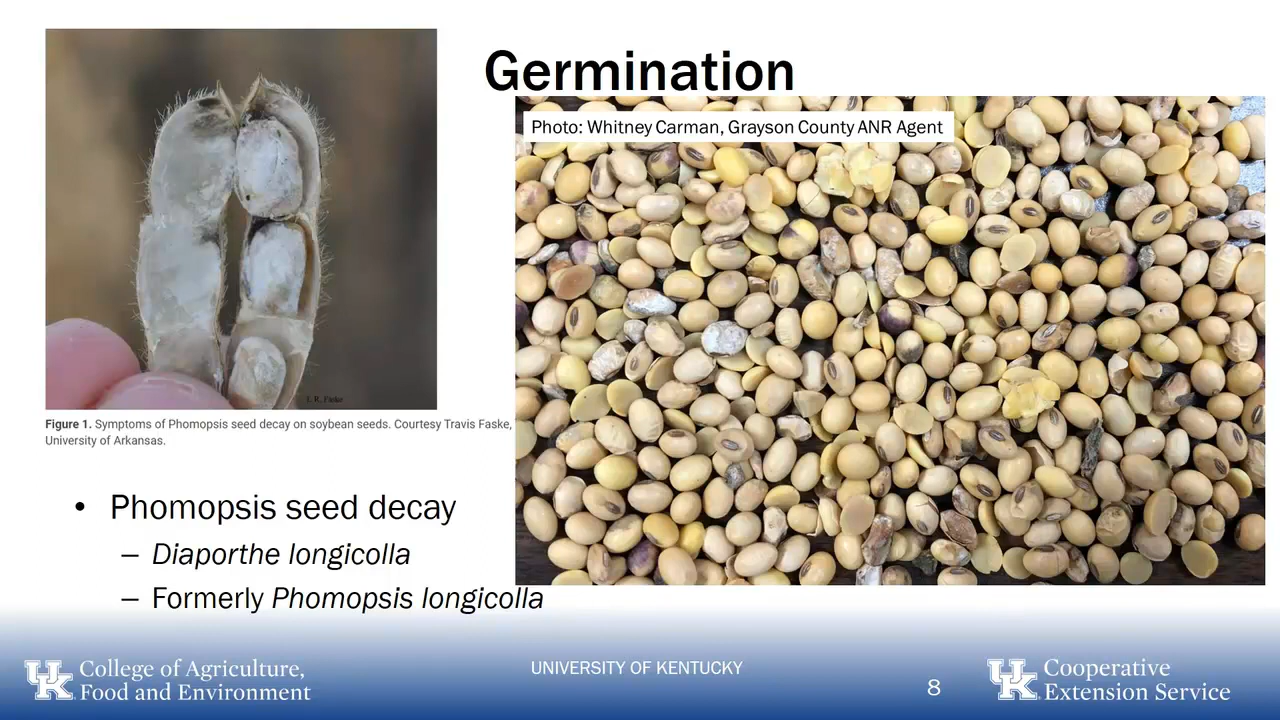 Germination
Photo: Whitney Carman, Grayson County ANR Agent
Figure 1. Symptoms of Phomopsis seed decay on soybean seeds. Courtesy Travis Faske,
University of Arkansas.
• Phomopsis seed decay
– Diaporthe longicolla
– Formerly Phomopsis longicolla
UK College of Agriculture,
Food and Environment
UNIVERSITY OF KENTUCKY
8
UK Cooperative
Extension Service